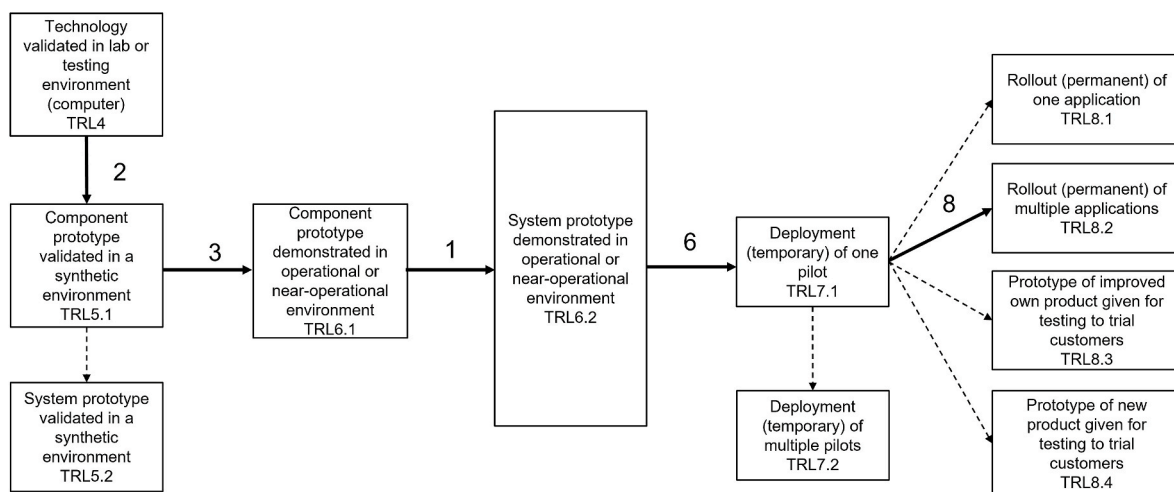 Technology
validated in lab or
testing
environment
(computer)
TRL4
2
Component
prototype
validated in a
synthetic
environment
TRL5.1
3
System prototype
validated in a
synthetic
environment
TRL5.2
Component
prototype
demonstrated in
operational or
near-operational
environment
TRL6.1
1
System prototype
demonstrated in
operational or
near-operational
environment
TRL6.2
6
Deployment
(temporary) of one
pilot
TRL7.1
8
Deployment
(temporary) of
multiple pilots
TRL7.2
Rollout (permanent) of
one application
TRL8.1
Rollout (permanent) of
multiple applications
TRL8.2
Prototype of improved
own product given for
testing to trial
customers
TRL8.3
Prototype of new
product given for
testing to trial
customers
TRL8.4